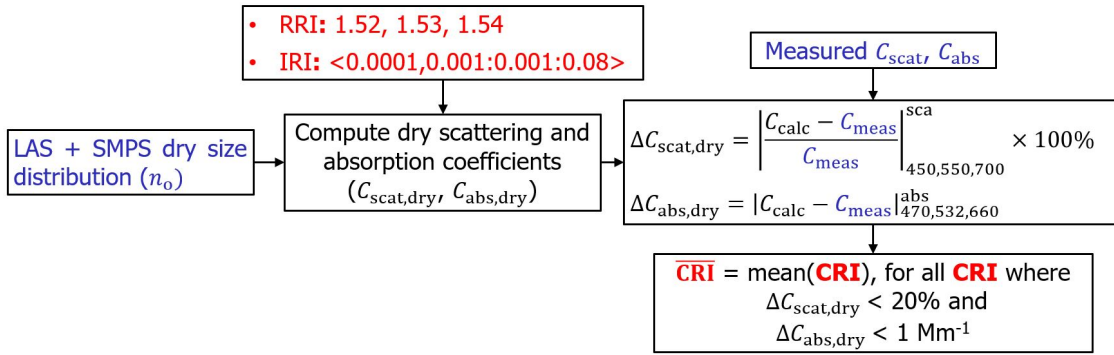 • RRI: 1.52, 1.53, 1.54
• IRI: <0.0001,0.001:0.001:0.08>
Measured C_scat, C_abs
LAS + SMPS dry size
distribution (n_o)
Compute dry scattering and
absorption coefficients
(C_scat,dry, C_abs,dry)
ΔC_scat,dry = |(C_calc − C_meas)/C_meas|^sca_450,550,700 × 100%
ΔC_abs,dry = |C_calc − C_meas|^abs_470,532,660
C̅R̅I̅ = mean(CRI), for all CRI where
ΔC_scat,dry < 20% and
ΔC_abs,dry < 1 Mm⁻¹